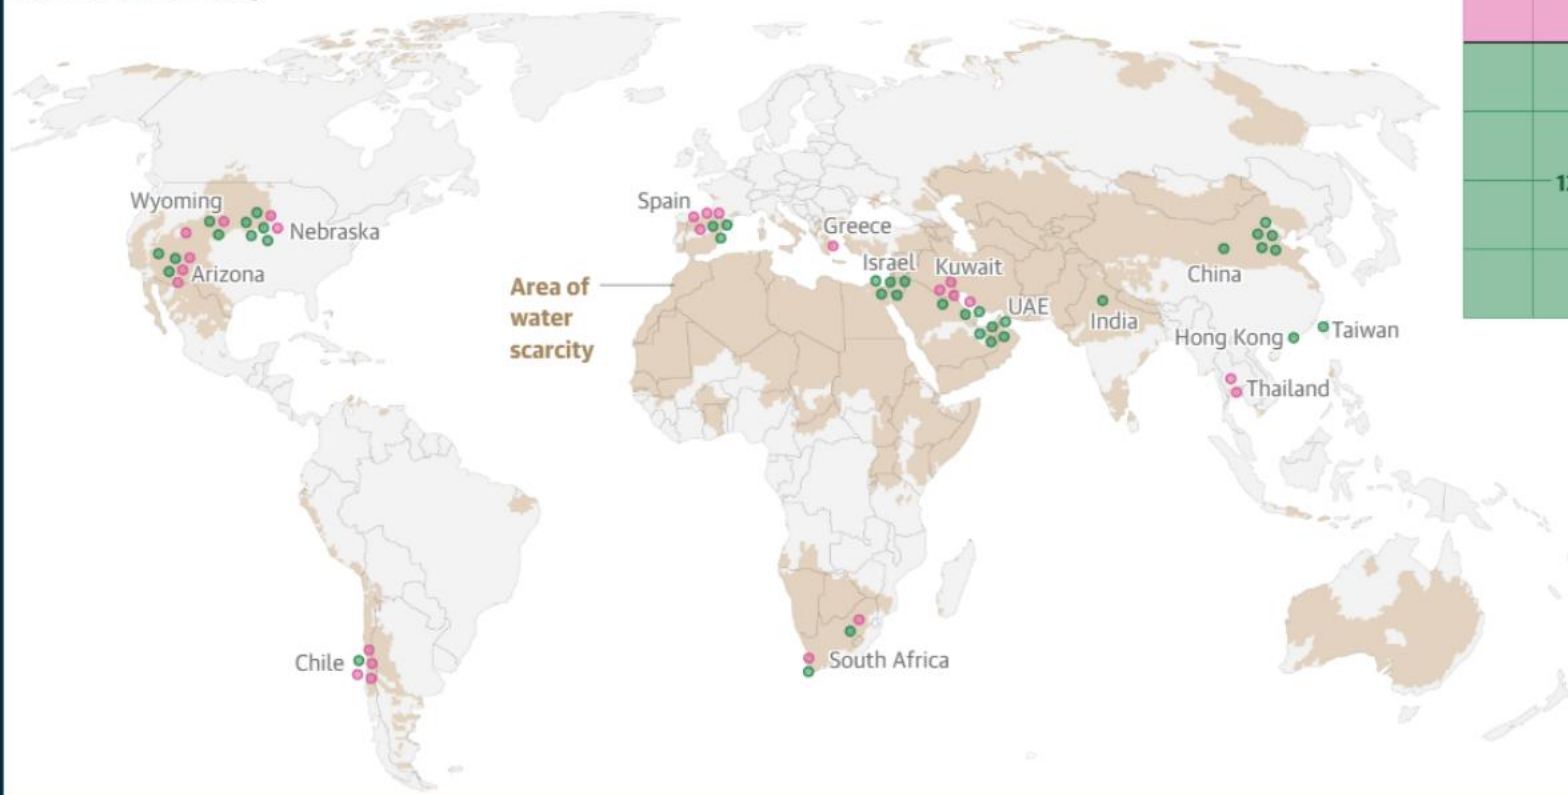 Wyoming
Nebraska
Arizona
Spain
Greece
Israel
Kuwait
UAE
China
India
Hong Kong
Taiwan
Thailand
Area of
water
scarcity
Chile
South Africa